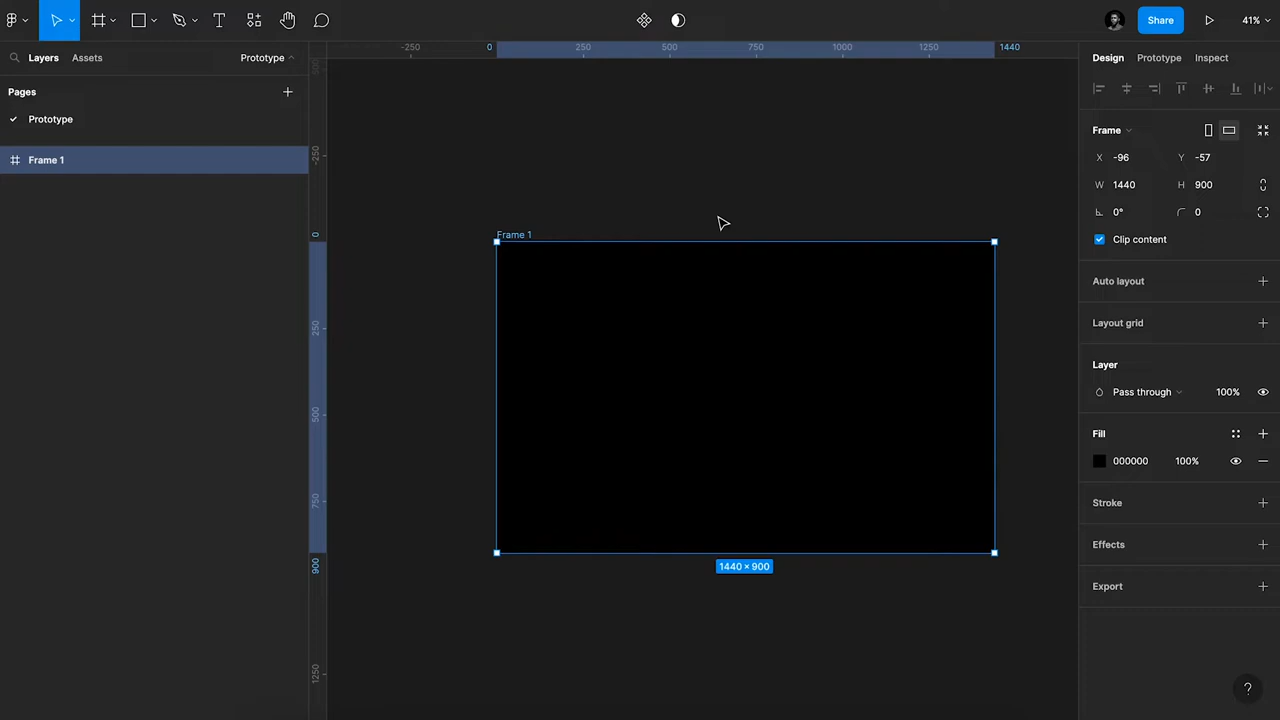 Share
41%
Layers
Assets
Prototype
Pages
Prototype
Frame 1
-250
0
250
500
750
1000
1250
1440
-250
0
250
500
750
900
1250
Frame 1
1440 × 900
Design
Prototype
Inspect
Frame
X
-96
Y
-57
W
1440
H
900
0°
0
Clip content
Auto layout
Layout grid
Layer
Pass through
100%
Fill
000000
100%
Stroke
Effects
Export
?